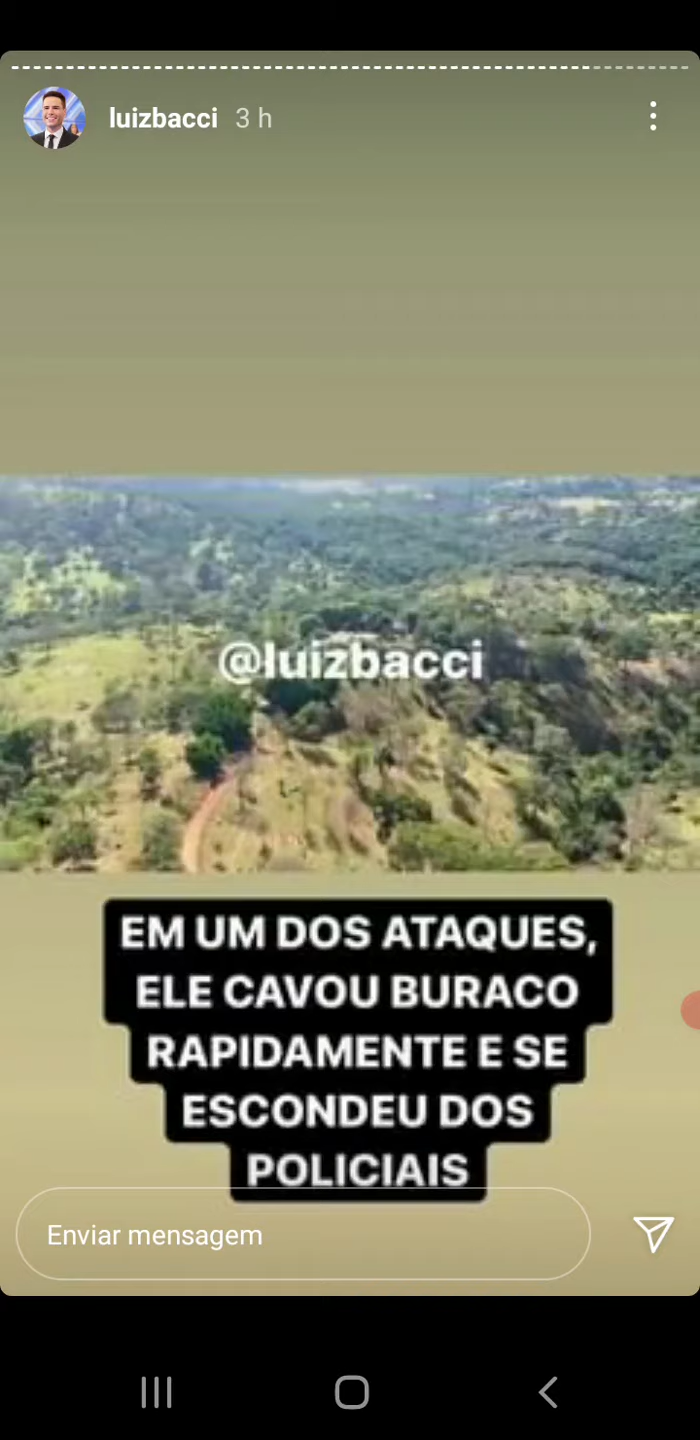 luizbacci 3 h
@luizbacci
EM UM DOS ATAQUES,
ELE CAVOU BURACO
RAPIDAMENTE E SE
ESCONDEU DOS
POLICIAIS
Enviar mensagem